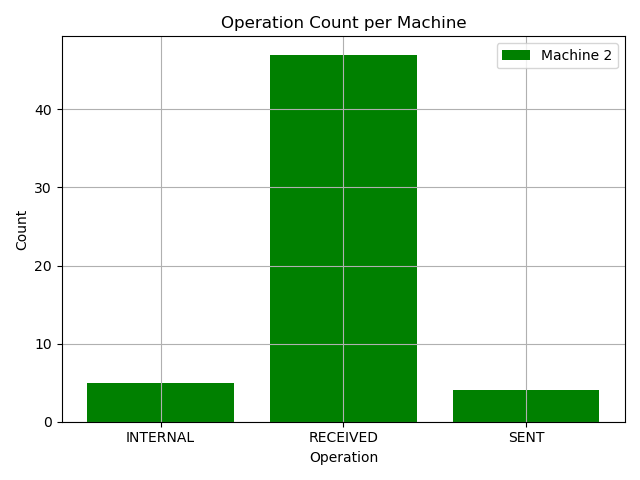 Operation Count per Machine
Machine 2
Count
40
30
20
10
0
INTERNAL RECEIVED SENT
Operation